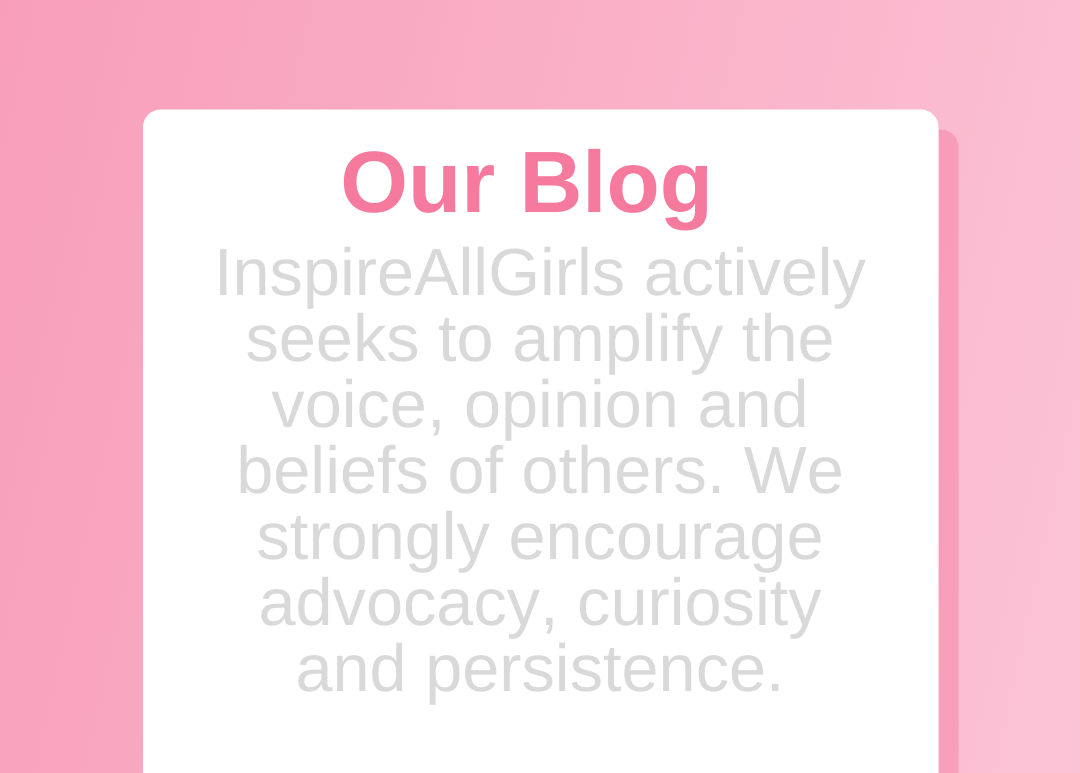 Our Blog
InspireAllGirls actively
seeks to amplify the
voice, opinion and
beliefs of others. We
strongly encourage
advocacy, curiosity
and persistence.